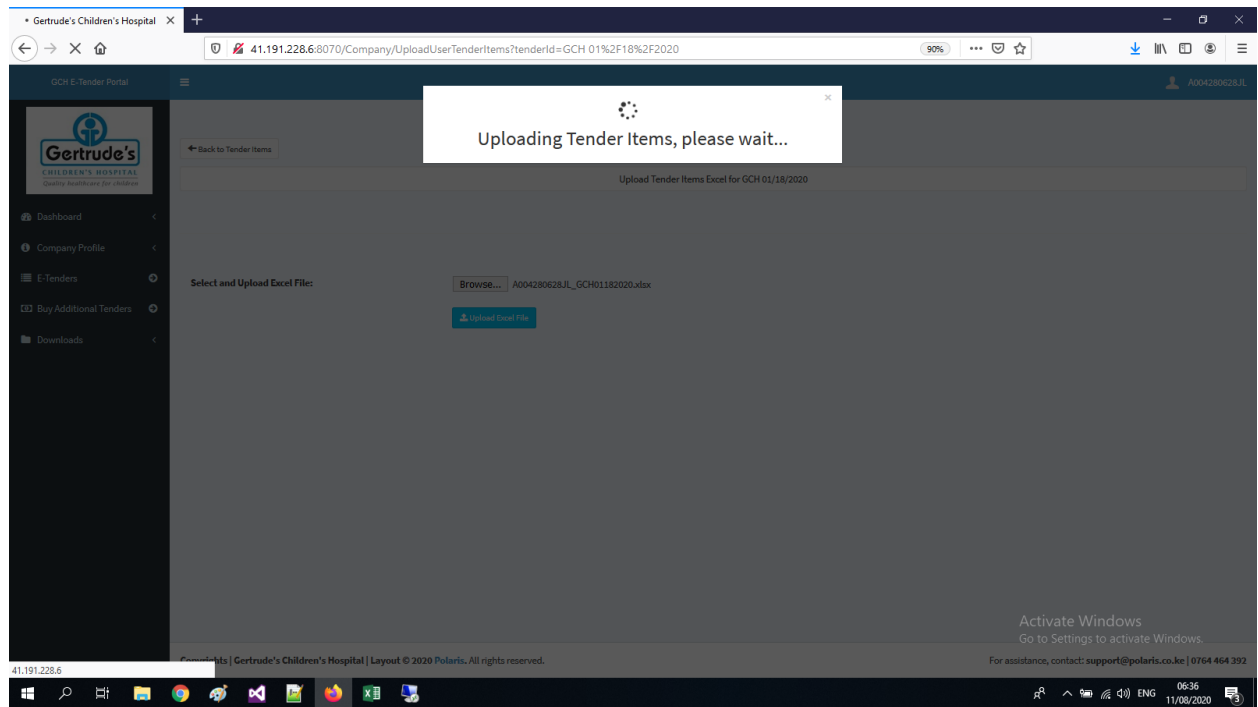 Gertrude's Children's Hospital
41.191.228.6:8070/Company/UploadUserTenderItems?tenderId=GCH 01%2F18%2F2020
90%
GCH E-Tender Portal
A004280628JL
Uploading Tender Items, please wait...
Gertrude's
CHILDREN'S HOSPITAL
Quality healthcare for children
Back to Tender Items
Upload Tender Items Excel for GCH 01/18/2020
Dashboard
Company Profile
E-Tenders
Buy Additional Tenders
Downloads
Select and Upload Excel File:
Browse... A004280628JL_GCH01182020.xlsx
Upload Excel File
Activate Windows
Go to Settings to activate Windows.
Copyrights | Gertrude's Children's Hospital | Layout © 2020 Polaris. All rights reserved.
For assistance, contact: support@polaris.co.ke | 0764 464 392
41.191.228.6
ENG
06:36
11/08/2020
3